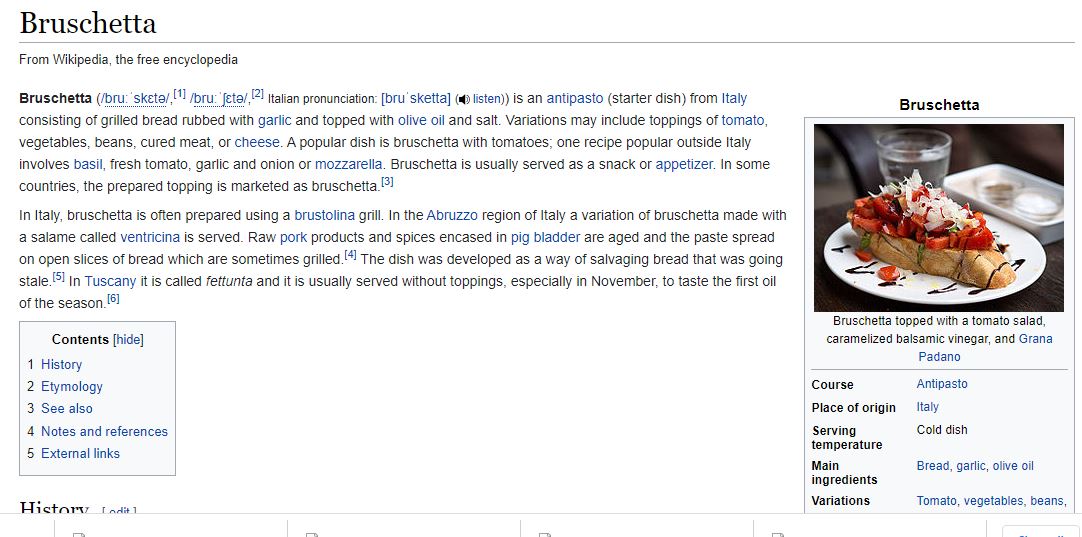 Bruschetta
From Wikipedia, the free encyclopedia
Bruschetta (/bruːˈskɛtə/,[1] /bruːˈʃɛtə/,[2] Italian pronunciation: [bruˈsketta] (listen)) is an antipasto (starter dish) from Italy
consisting of grilled bread rubbed with garlic and topped with olive oil and salt. Variations may include toppings of tomato,
vegetables, beans, cured meat, or cheese. A popular dish is bruschetta with tomatoes; one recipe popular outside Italy
involves basil, fresh tomato, garlic and onion or mozzarella. Bruschetta is usually served as a snack or appetizer. In some
countries, the prepared topping is marketed as bruschetta.[3]
In Italy, bruschetta is often prepared using a brustolina grill. In the Abruzzo region of Italy a variation of bruschetta made with
a salame called ventricina is served. Raw pork products and spices encased in pig bladder are aged and the paste spread
on open slices of bread which are sometimes grilled.[4] The dish was developed as a way of salvaging bread that was going
stale.[5] In Tuscany it is called fettunta and it is usually served without toppings, especially in November, to taste the first oil
of the season.[6]
Contents [hide]
1 History
2 Etymology
3 See also
4 Notes and references
5 External links
History [ edit ]
Bruschetta
Bruschetta topped with a tomato salad,
caramelized balsamic vinegar, and Grana
Padano
Course Antipasto
Place of origin Italy
Serving temperature Cold dish
Main ingredients Bread, garlic, olive oil
Variations Tomato, vegetables, beans,